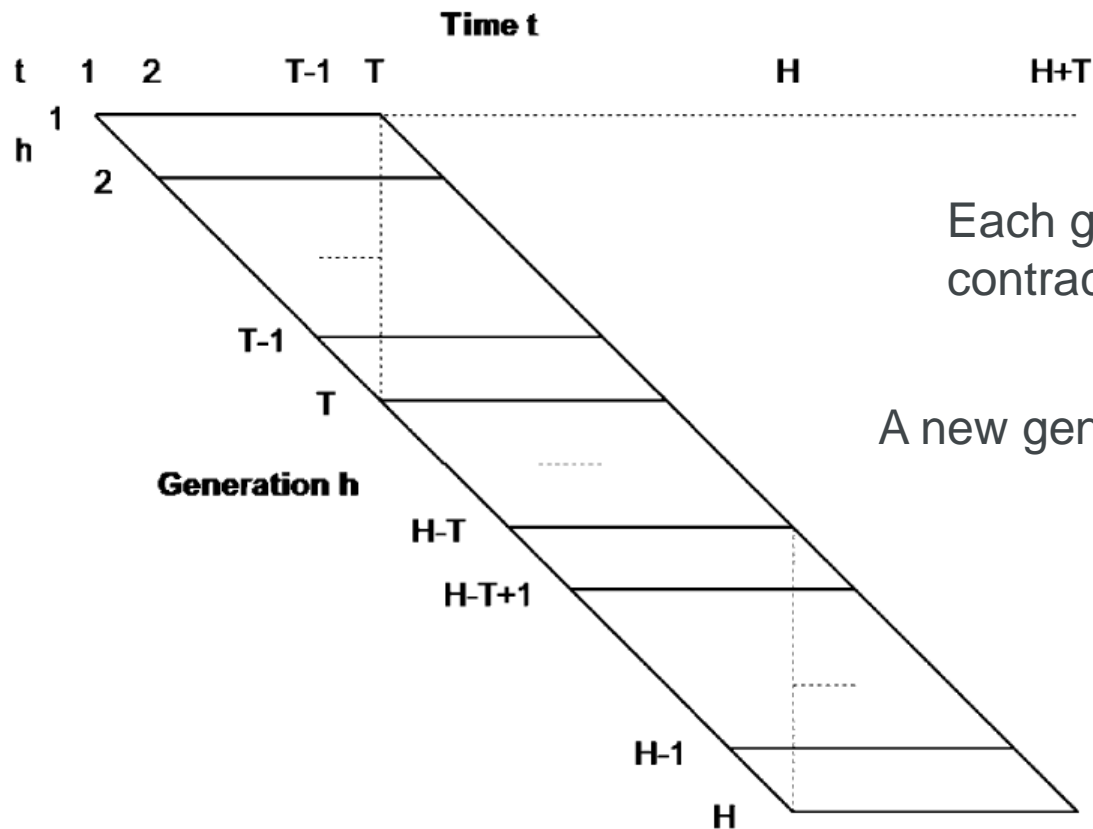 Time t
t 1 2 T-1 T H H+T
1
h
2
Each g
contrac
T-1
T
A new gen
Generation h
H-T
H-T+1
H-1
H